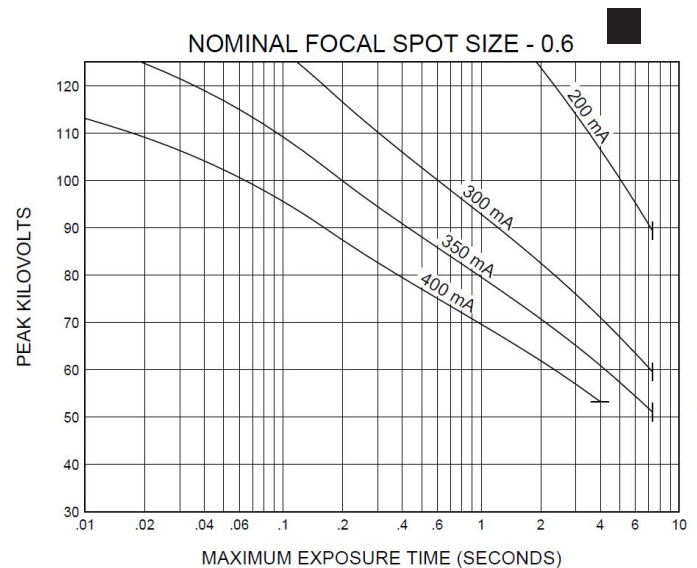 NOMINAL FOCAL SPOT SIZE - 0.6
120
110
100
90
80
70
60
50
40
30
PEAK KILOVOLTS
200 mA
300 mA
350 mA
400 mA
.01 .02 .04 .06 .1 .2 .4 .6 1 2 4 6 10
MAXIMUM EXPOSURE TIME (SECONDS)